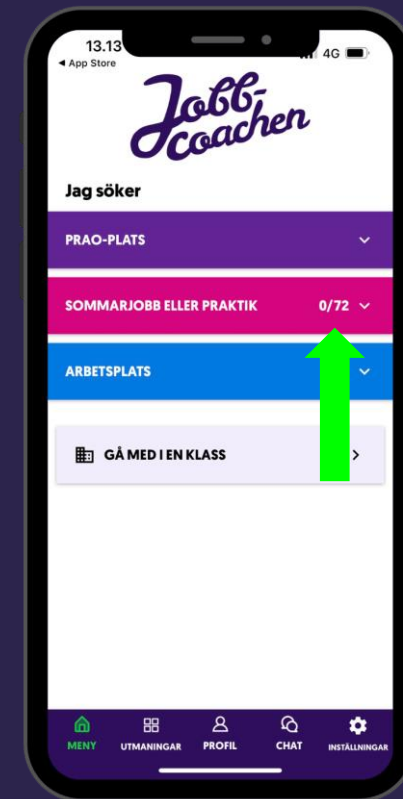 13.13
4G
◄ App Store
Jobb-
coachen
Jag söker
PRAO-PLATS
SOMMARJOBB ELLER PRAKTIK 0/72
ARBETSPLATS
GÅ MED I EN KLASS
MENY UTMANINGAR PROFIL CHAT INSTÄLLNINGAR